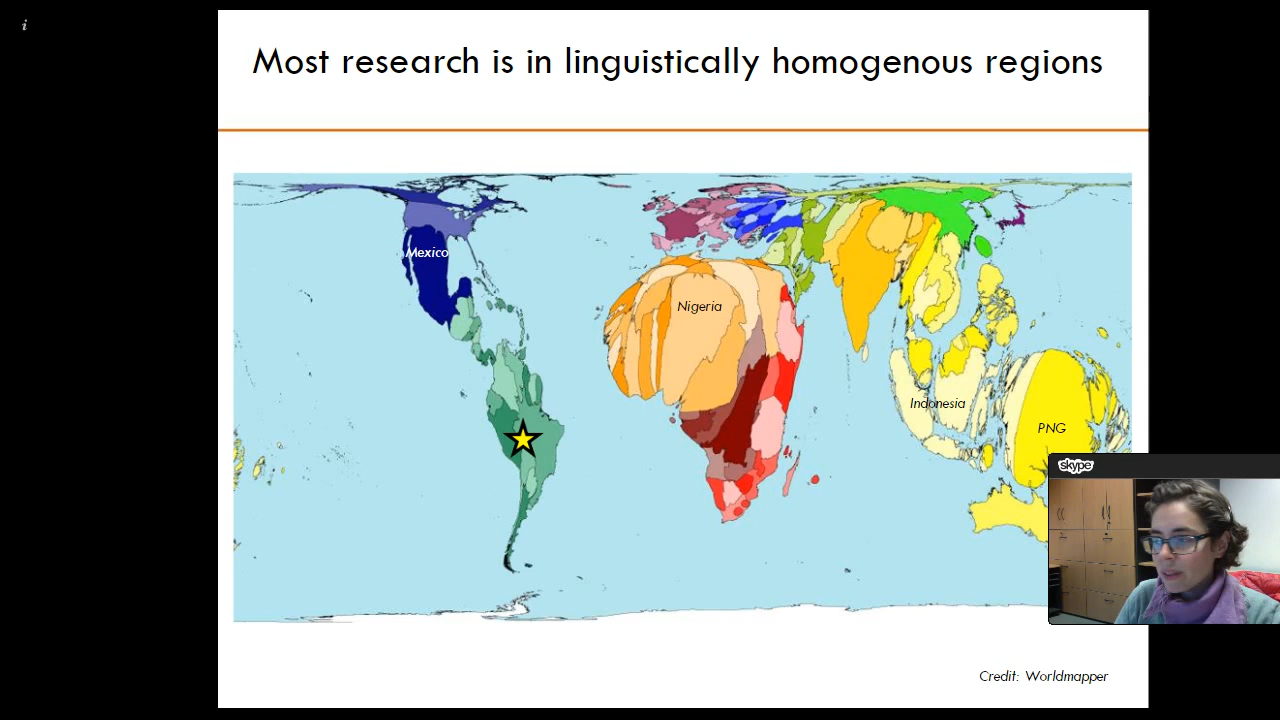 i
Most research is in linguistically homogenous regions
Mexico
Nigeria
Indonesia
PNG
skype
Credit: Worldmapper